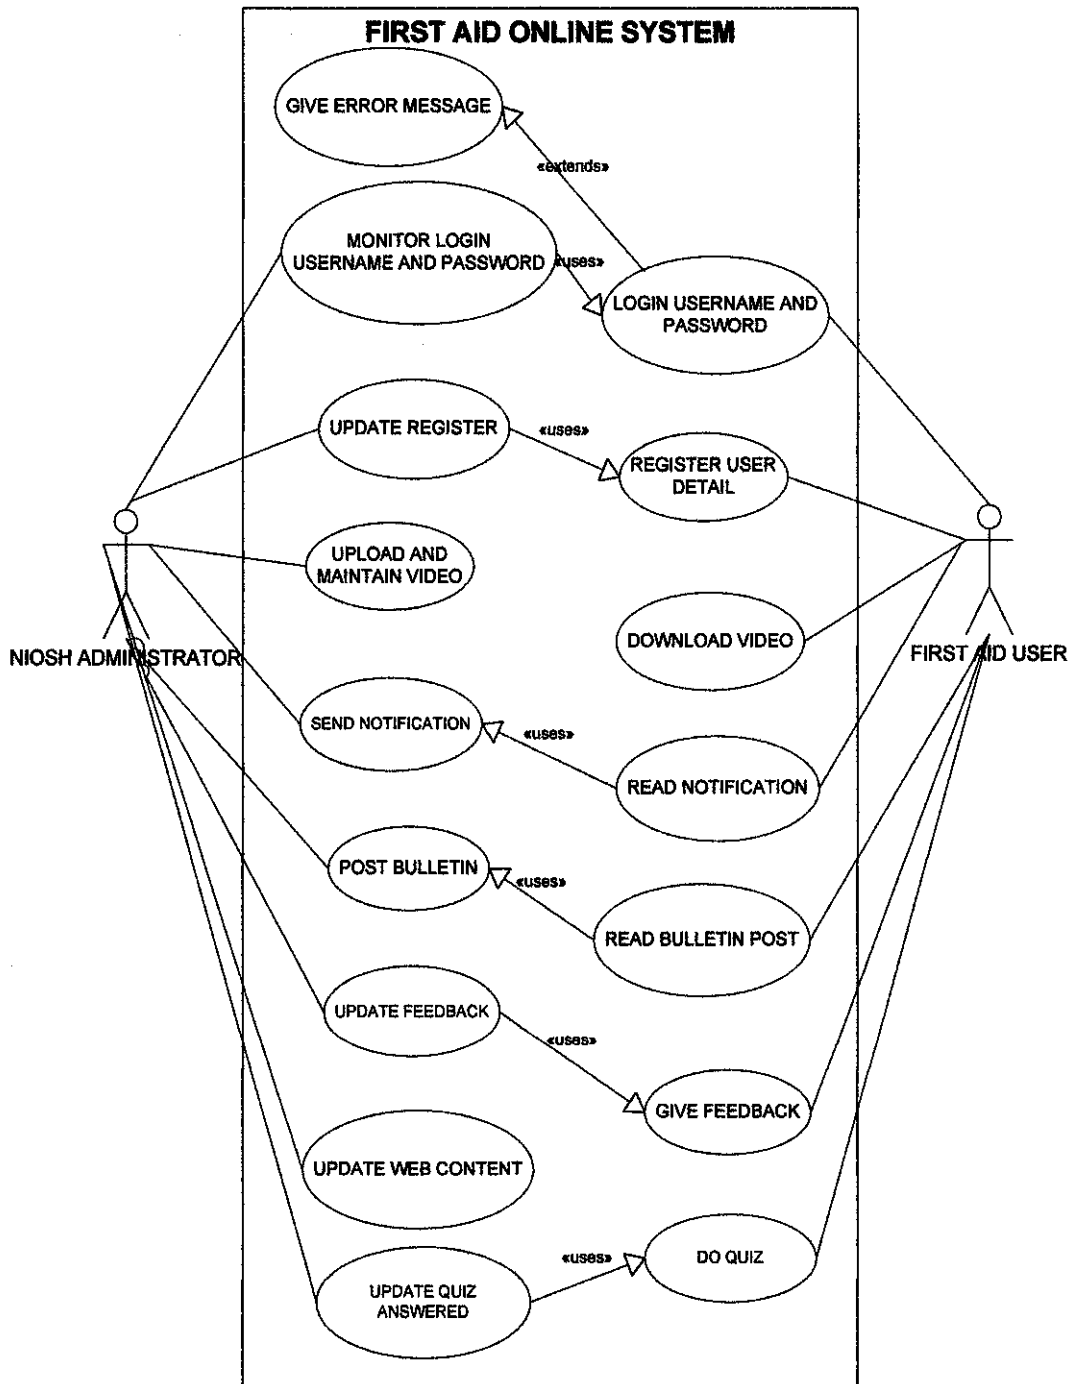 FIRST AID ONLINE SYSTEM
GIVE ERROR MESSAGE
«extends»
MONITOR LOGIN
USERNAME AND PASSWORD
«uses»
LOGIN USERNAME AND
PASSWORD
UPDATE REGISTER
«uses»
REGISTER USER
DETAIL
UPLOAD AND
MAINTAIN VIDEO
DOWNLOAD VIDEO
NIOSH ADMINISTRATOR
FIRST AID USER
SEND NOTIFICATION
«uses»
READ NOTIFICATION
POST BULLETIN
«uses»
READ BULLETIN POST
UPDATE FEEDBACK
«uses»
GIVE FEEDBACK
UPDATE WEB CONTENT
«uses»
DO QUIZ
UPDATE QUIZ
ANSWERED